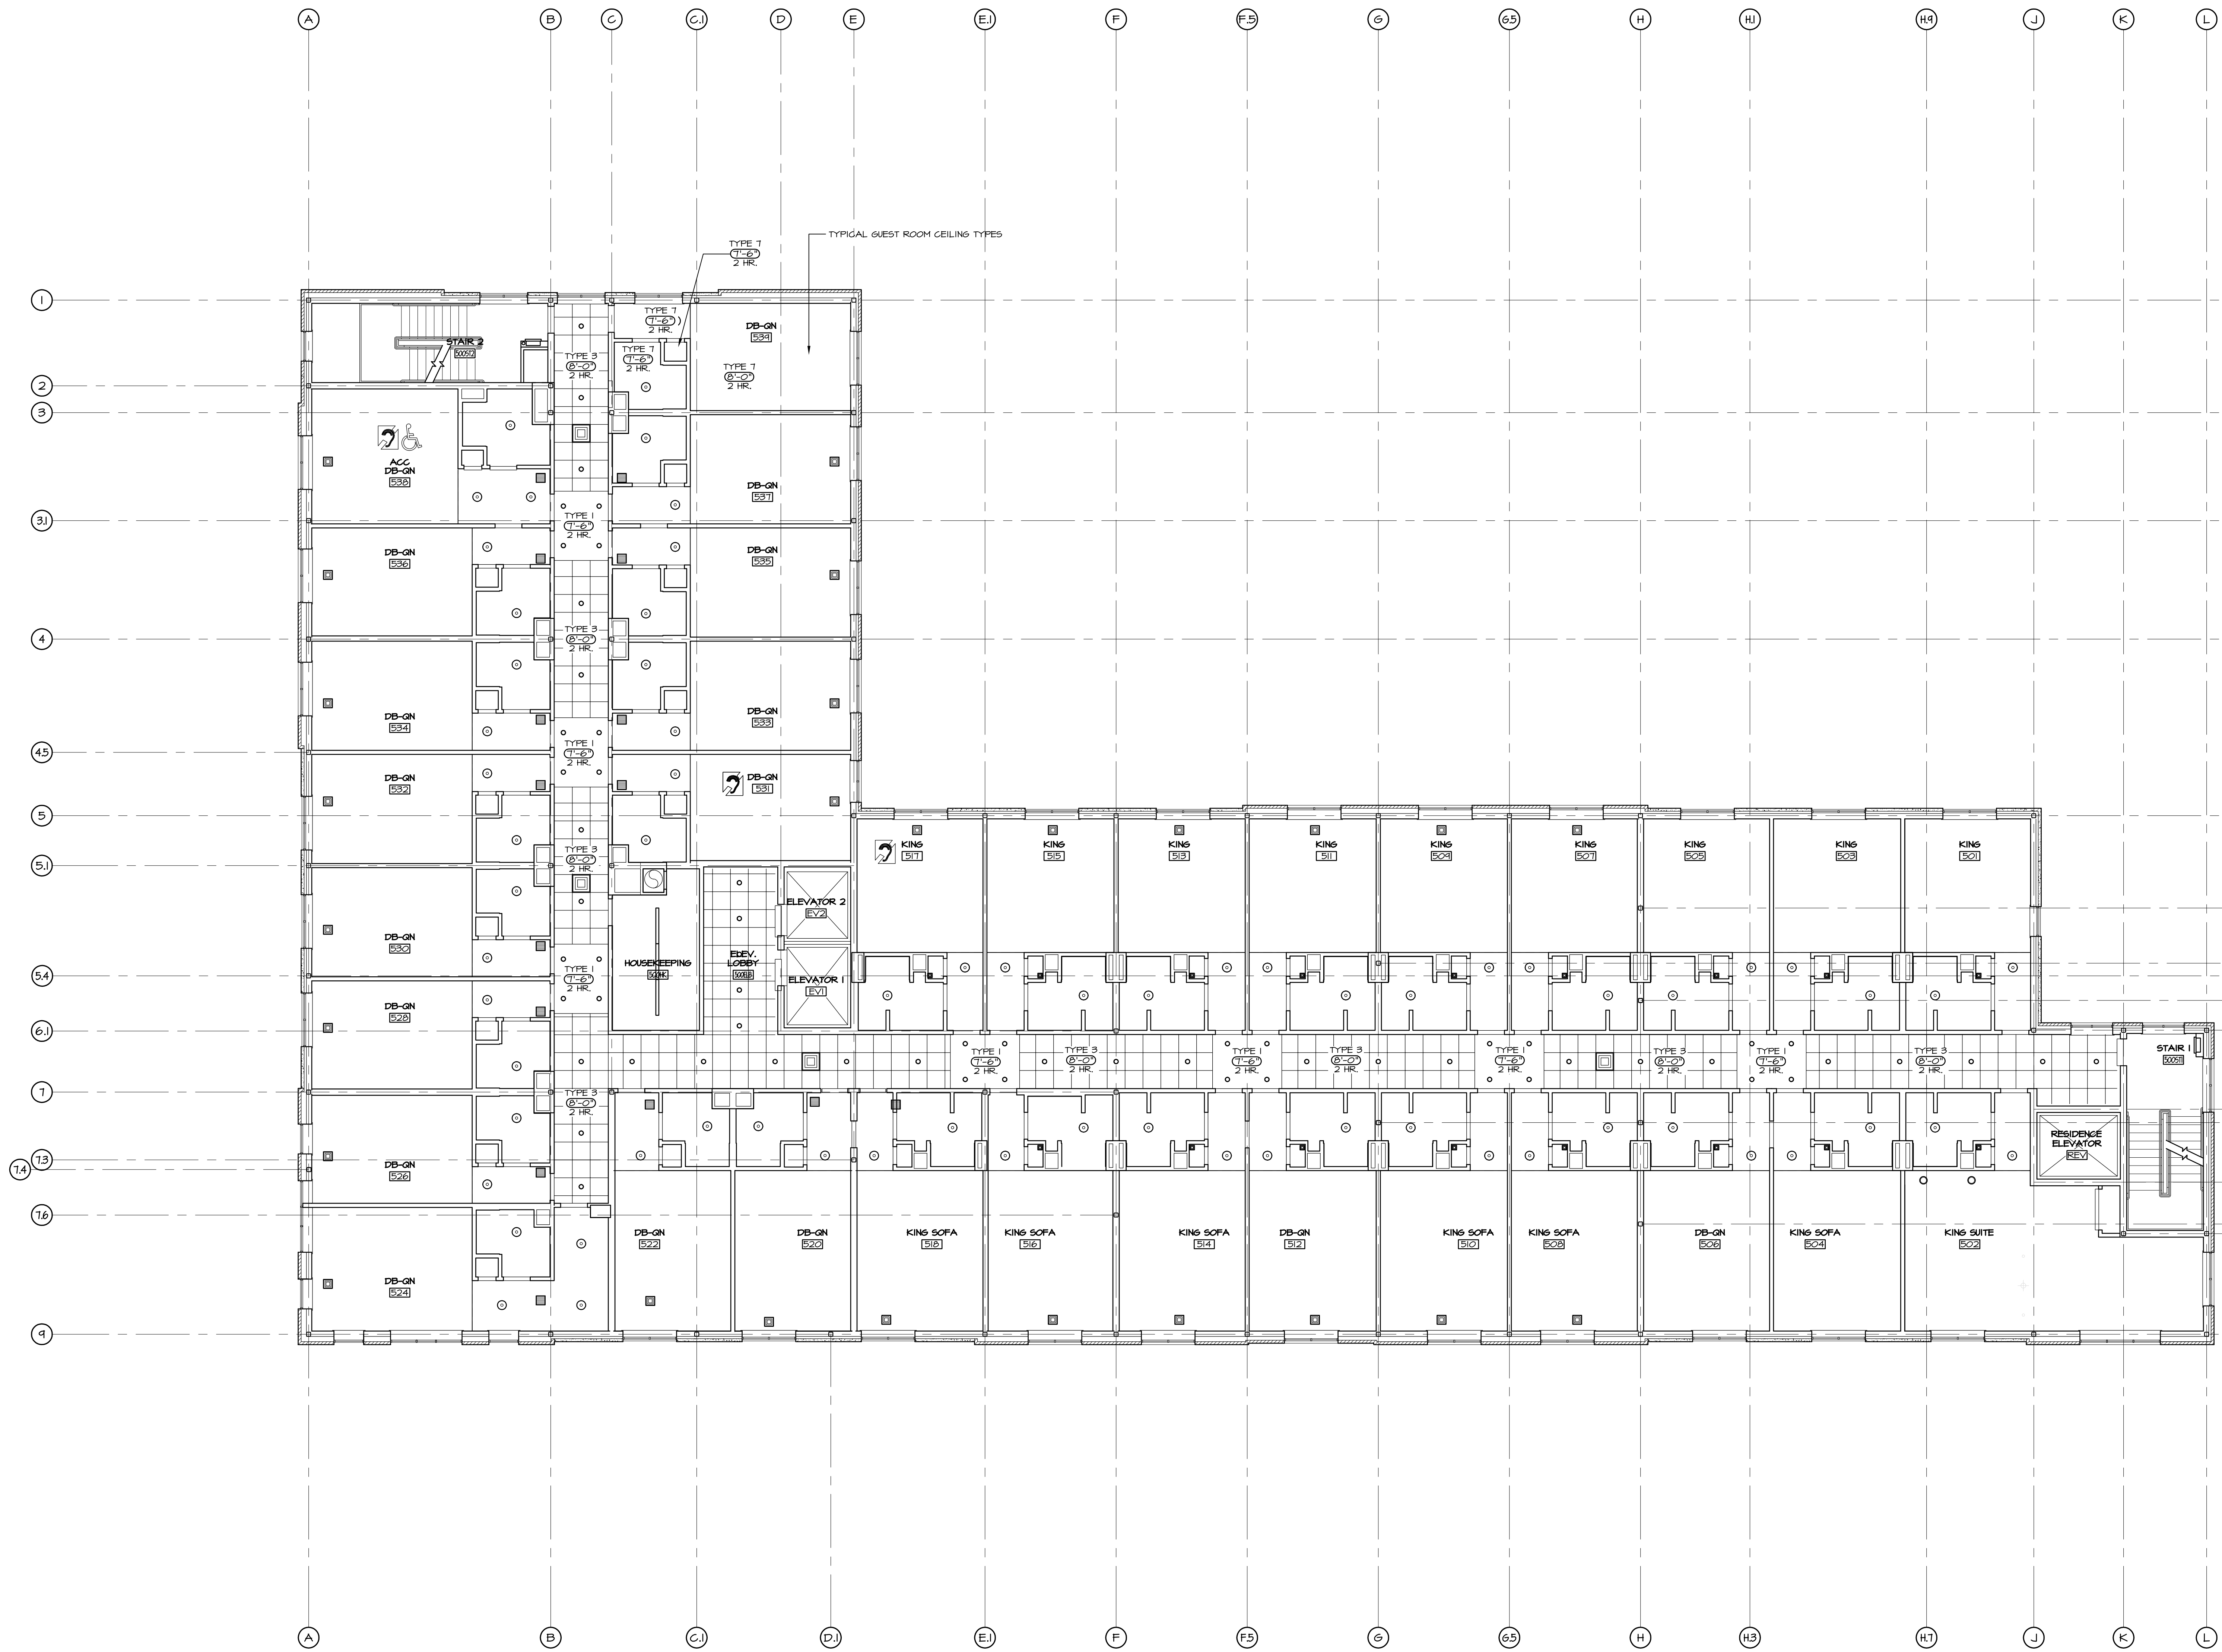 A B C C.1 D E E.1 F F.5 G G.5 H H.1 H.9 J K L
TYPICAL GUEST ROOM CEILING TYPES
TYPE 7
7'-6"
2 HR.
1
TYPE 7
7'-6"
2 HR.
DB-QN
539
STAIR 2
500ST2
TYPE 3
8'-0"
2 HR.
TYPE 7
7'-6"
2 HR.
TYPE 7
8'-0"
2 HR.
2
3
ACC
DB-QN
538
DB-QN
537
3.1
TYPE 1
7'-6"
2 HR.
DB-QN
536
DB-QN
535
4
TYPE 3
8'-0"
2 HR.
DB-QN
534
DB-QN
533
4.5
TYPE 1
7'-6"
2 HR.
DB-QN
532
DB-QN
531
5
5.1
TYPE 3
8'-0"
2 HR.
KING
517
KING
515
KING
513
KING
511
KING
509
KING
507
KING
505
KING
503
KING
501
ELEVATOR 2
EV2
DB-QN
530
HOUSEKEEPING
500HK
ELEV.
LOBBY
500ELB
ELEVATOR 1
EV1
5.4
TYPE 1
7'-6"
2 HR.
DB-QN
528
6.1
TYPE 1
7'-6"
2 HR.
TYPE 3
8'-0"
2 HR.
TYPE 1
7'-6"
2 HR.
TYPE 3
8'-0"
2 HR.
TYPE 1
7'-6"
2 HR.
TYPE 3
8'-0"
2 HR.
TYPE 1
7'-6"
2 HR.
TYPE 3
8'-0"
2 HR.
STAIR 1
500ST1
7
TYPE 3
8'-0"
2 HR.
7.3
7.4
DB-QN
526
RESIDENCE
ELEVATOR
REV
7.6
DB-QN
524
DB-QN
522
DB-QN
520
KING SOFA
518
KING SOFA
516
KING SOFA
514
DB-QN
512
KING SOFA
510
KING SOFA
508
DB-QN
506
KING SOFA
504
KING SUITE
502
9
A B C.1 D.1 E.1 F F.5 G G.5 H H.3 H.7 J K L